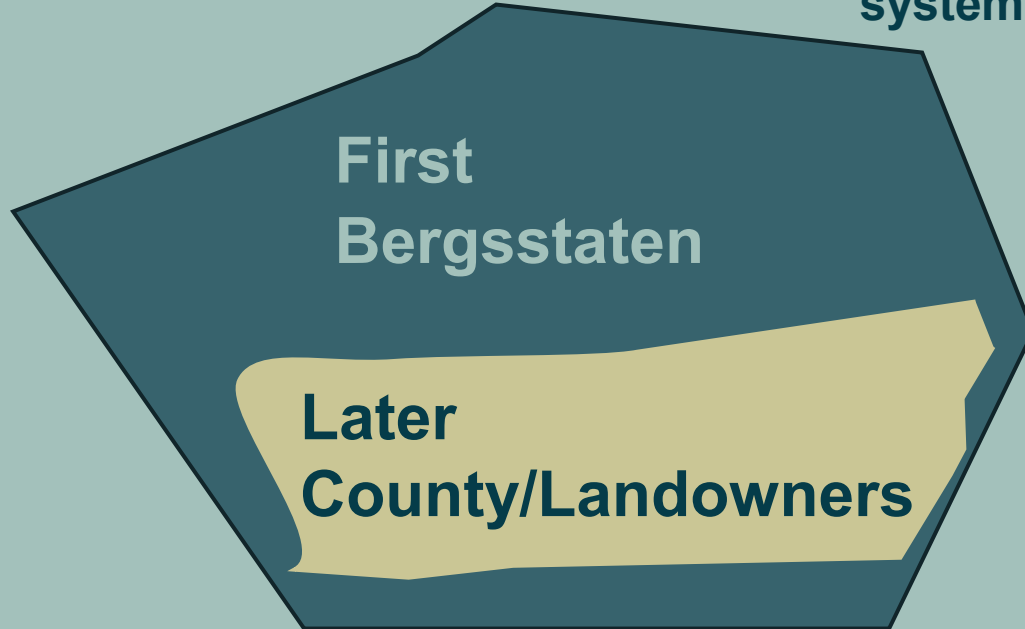 system
First
Bergsstaten
Later
County/Landowners